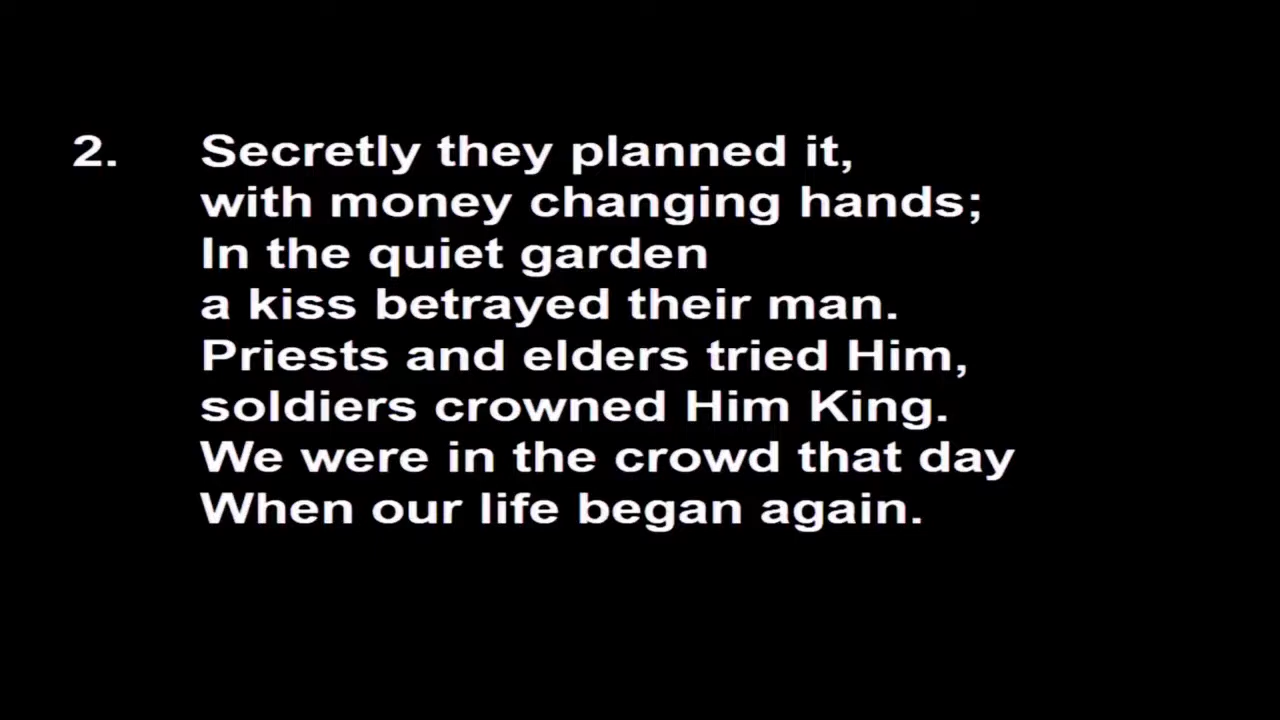 2. Secretly they planned it,
with money changing hands;
In the quiet garden
a kiss betrayed their man.
Priests and elders tried Him,
soldiers crowned Him King.
We were in the crowd that day
When our life began again.